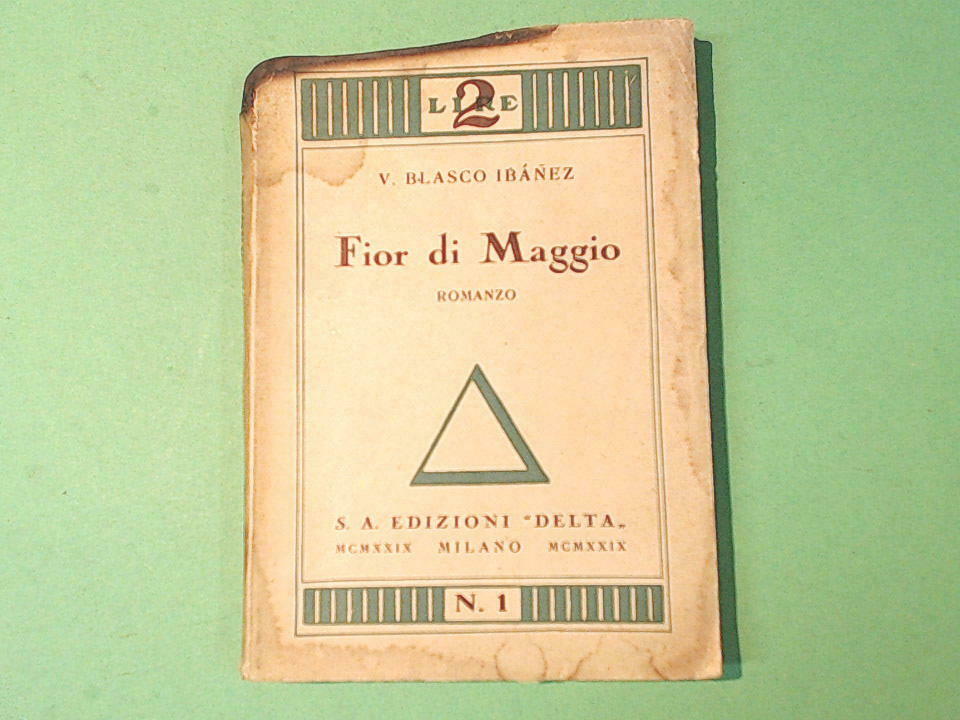 2 LIRE
V. BLASCO IBÁÑEZ
Fior di Maggio
ROMANZO
S. A. EDIZIONI "DELTA„
MCMXXIX MILANO MCMXXIX
N. 1